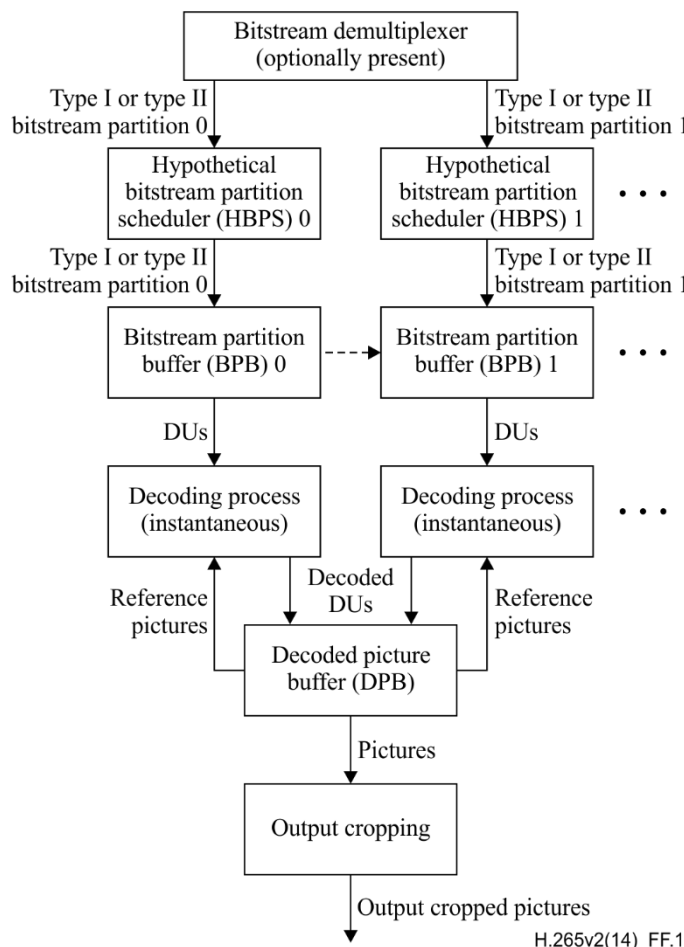 Bitstream demultiplexer
(optionally present)
Type I or type II
bitstream partition 0
Type I or type II
bitstream partition 1
Hypothetical
bitstream partition
scheduler (HBPS) 0
Hypothetical
bitstream partition
scheduler (HBPS) 1
Type I or type II
bitstream partition 0
Type I or type II
bitstream partition 1
Bitstream partition
buffer (BPB) 0
Bitstream partition
buffer (BPB) 1
DUs
DUs
Decoding process
(instantaneous)
Decoding process
(instantaneous)
Reference
pictures
Decoded
DUs
Reference
pictures
Decoded picture
buffer (DPB)
Pictures
Output cropping
Output cropped pictures
H.265v2(14)_FF.1